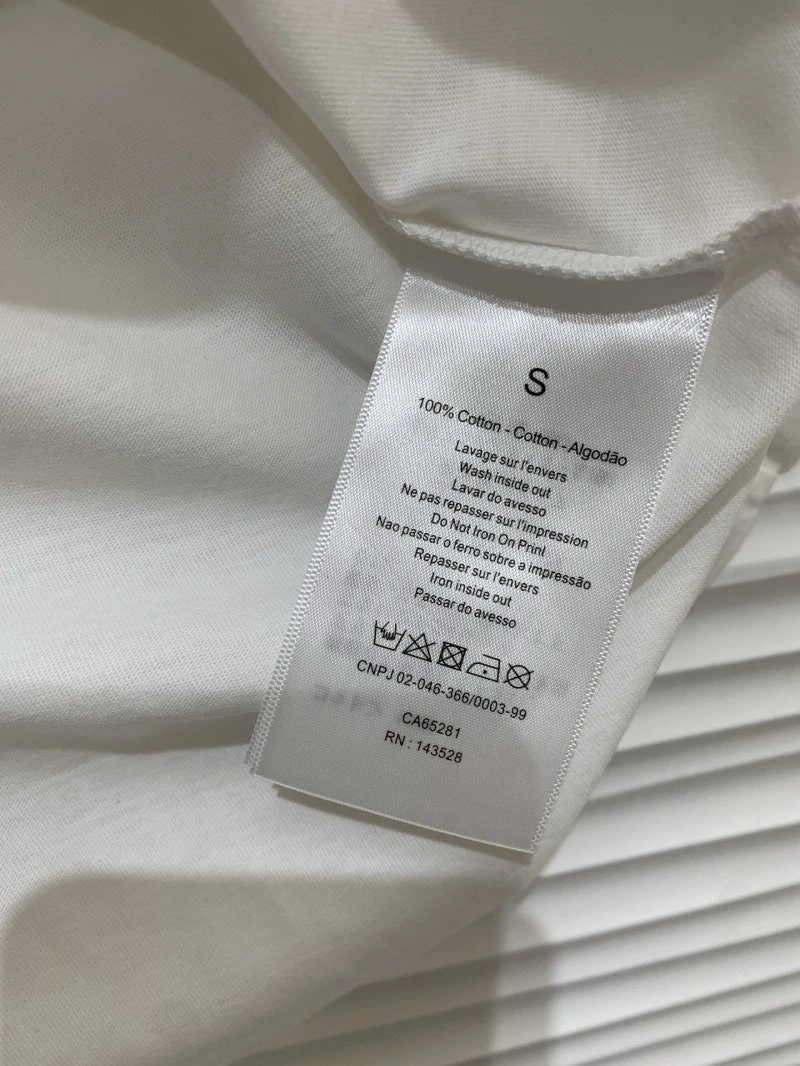 S
100% Cotton - Cotton - Algodão
Lavage sur l'envers
Wash inside out
Lavar do avesso
Ne pas repasser sur l'impression
Do Not Iron On Print
Nao passar o ferro sobre a impressão
Repasser sur l'envers
Iron inside out
Passar do avesso
CNPJ 02-046-366/0003-99
CA65281
RN : 143528